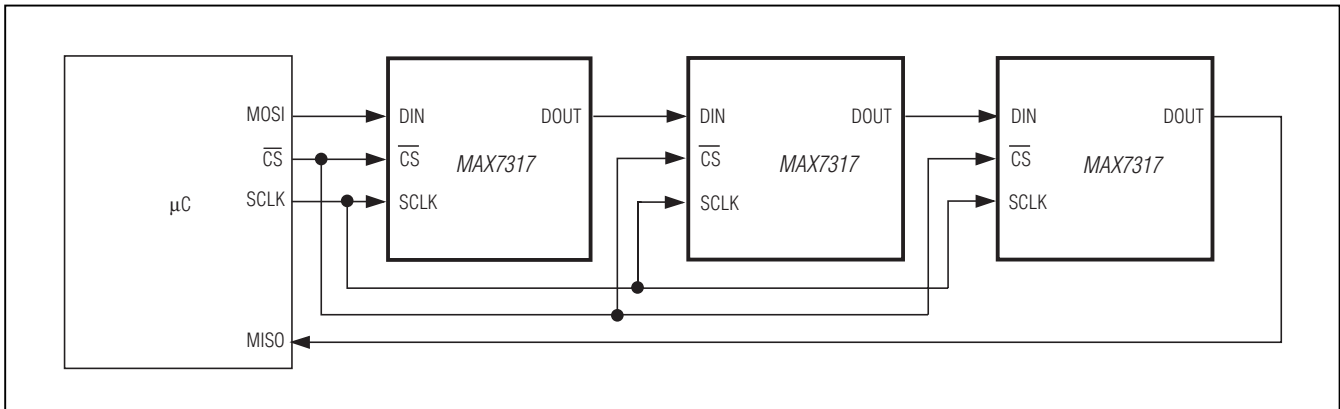 μC
MOSI
CS
SCLK
MISO
DIN
CS
SCLK
DOUT
MAX7317
DIN
CS
SCLK
DOUT
MAX7317
DIN
CS
SCLK
DOUT
MAX7317